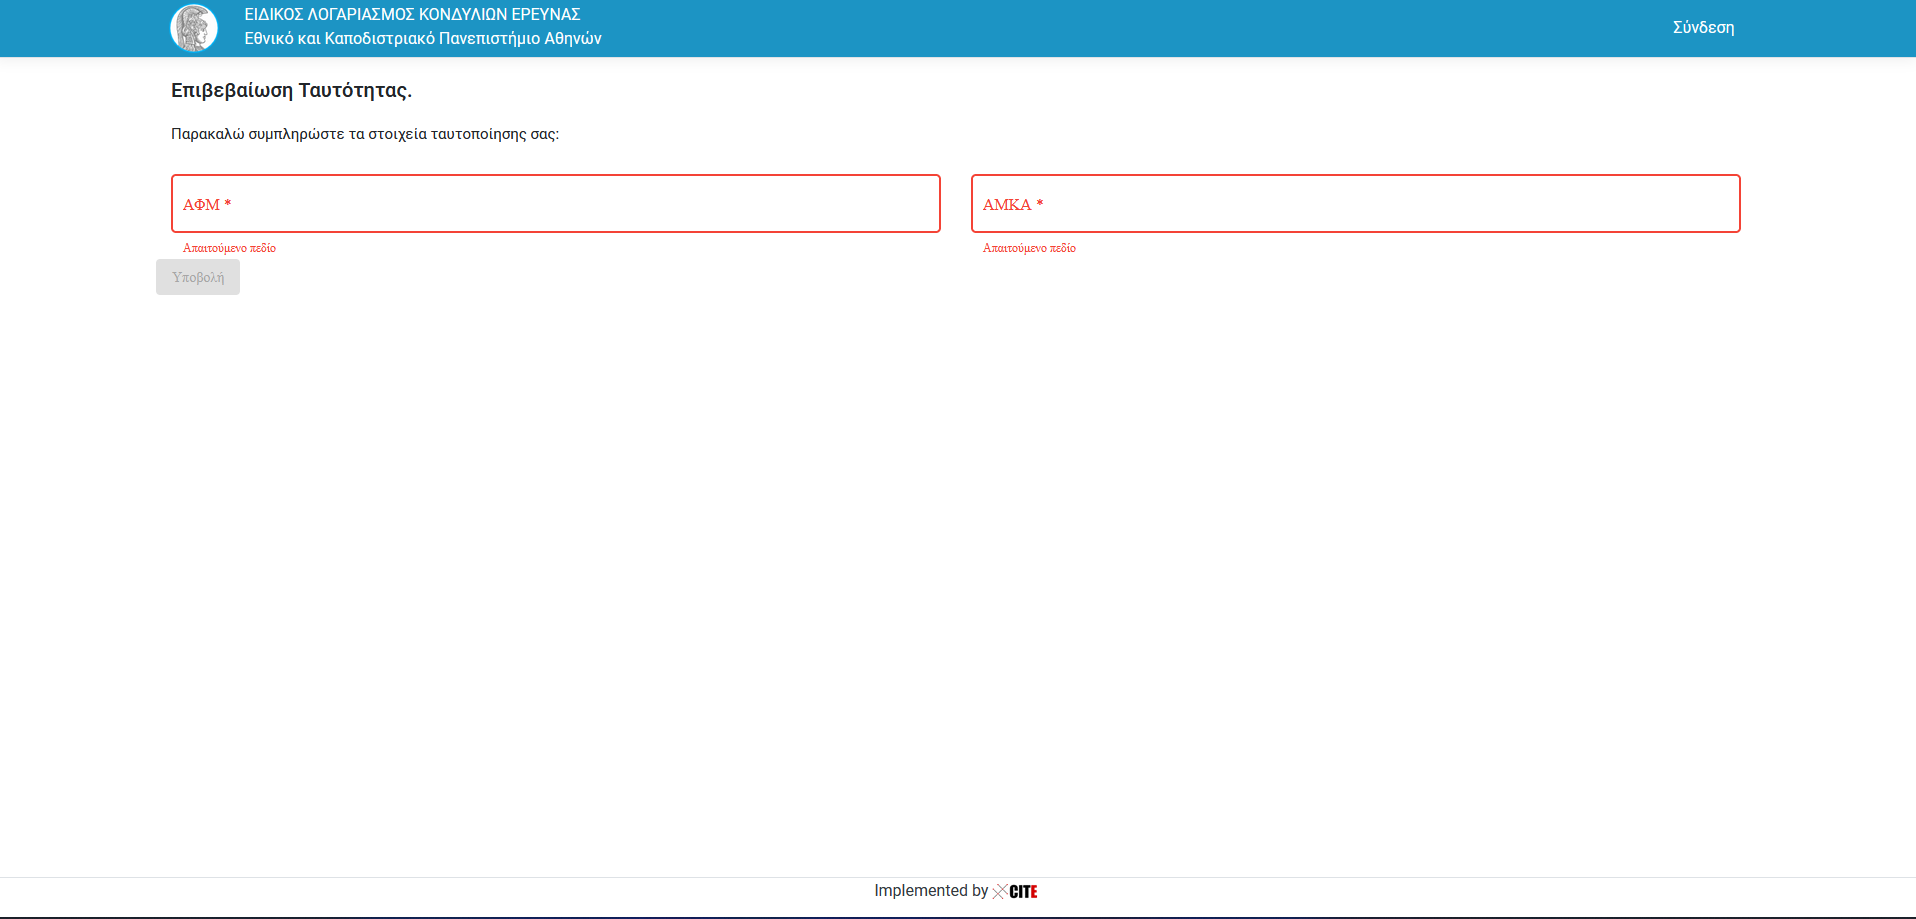 ΕΙΔΙΚΟΣ ΛΟΓΑΡΙΑΣΜΟΣ ΚΟΝΔΥΛΙΩΝ ΕΡΕΥΝΑΣ
Εθνικό και Καποδιστριακό Πανεπιστήμιο Αθηνών
Σύνδεση
Επιβεβαίωση Ταυτότητας.
Παρακαλώ συμπληρώστε τα στοιχεία ταυτοποίησης σας:
ΑΦΜ *
ΑΜΚΑ *
Απαιτούμενο πεδίο
Απαιτούμενο πεδίο
Υποβολή
Implemented by CITE